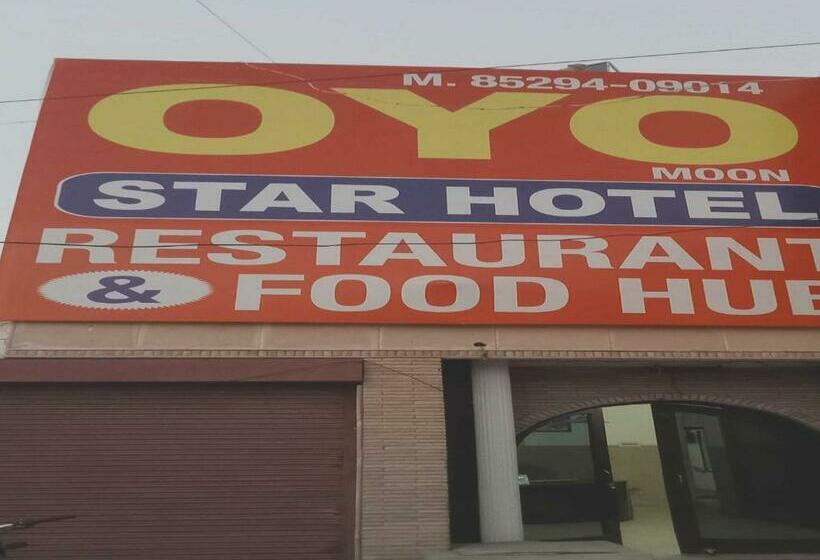 M. 85294-09014
OYO
MOON
STAR HOTEL
RESTAURANT
& FOOD HUB